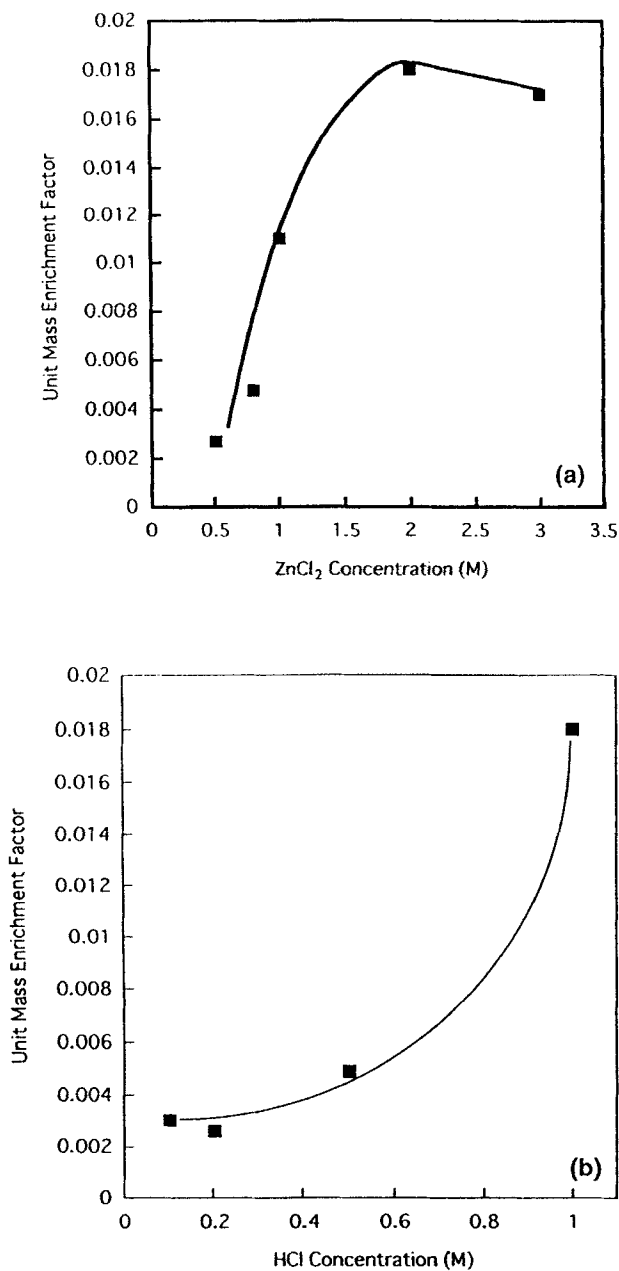 0.02
0.018
0.016
0.014
0.012
0.01
0.008
0.006
0.004
0.002
0
Unit Mass Enrichment Factor
0 0.5 1 1.5 2 2.5 3 3.5
ZnCl₂ Concentration (M)
(a)
0.02
0.018
0.016
0.014
0.012
0.01
0.008
0.006
0.004
0.002
0
Unit Mass Enrichment Factor
0 0.2 0.4 0.6 0.8 1
HCl Concentration (M)
(b)